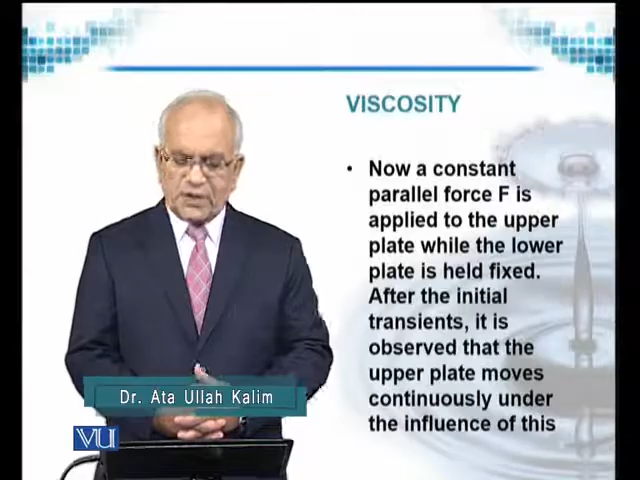 VISCOSITY
• Now a constant
parallel force F is
applied to the upper
plate while the lower
plate is held fixed.
After the initial
transients, it is
observed that the
upper plate moves
continuously under
the influence of this
Dr. Ata Ullah Kalim
VU